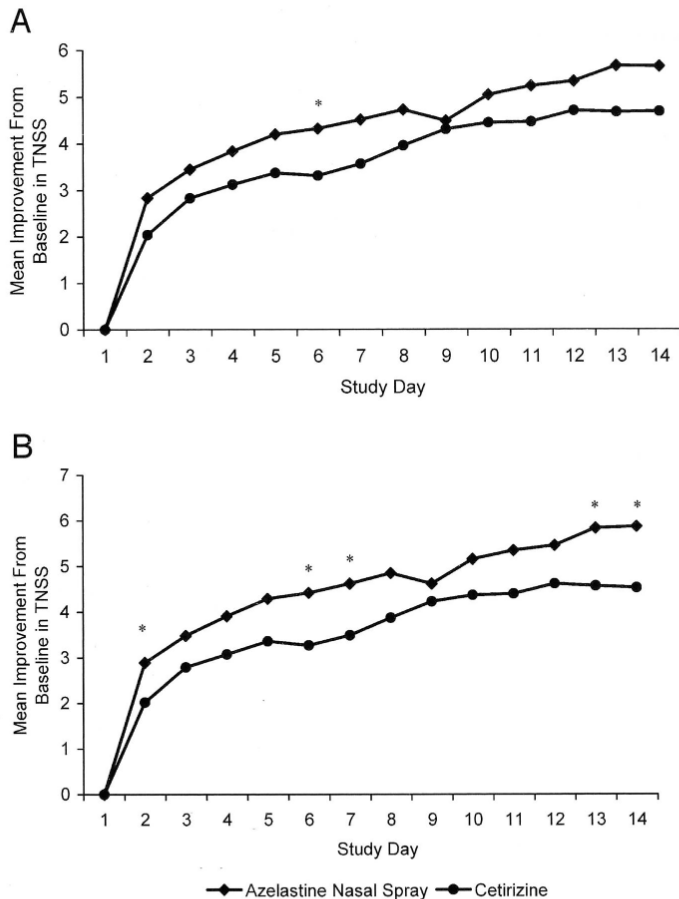 A
Mean Improvement From
Baseline in TNSS
6
5
4
3
2
1
0
*
1 2 3 4 5 6 7 8 9 10 11 12 13 14
Study Day
B
Mean Improvement From
Baseline in TNSS
7
6
5
4
3
2
1
0
* * * * *
1 2 3 4 5 6 7 8 9 10 11 12 13 14
Study Day
Azelastine Nasal Spray Cetirizine